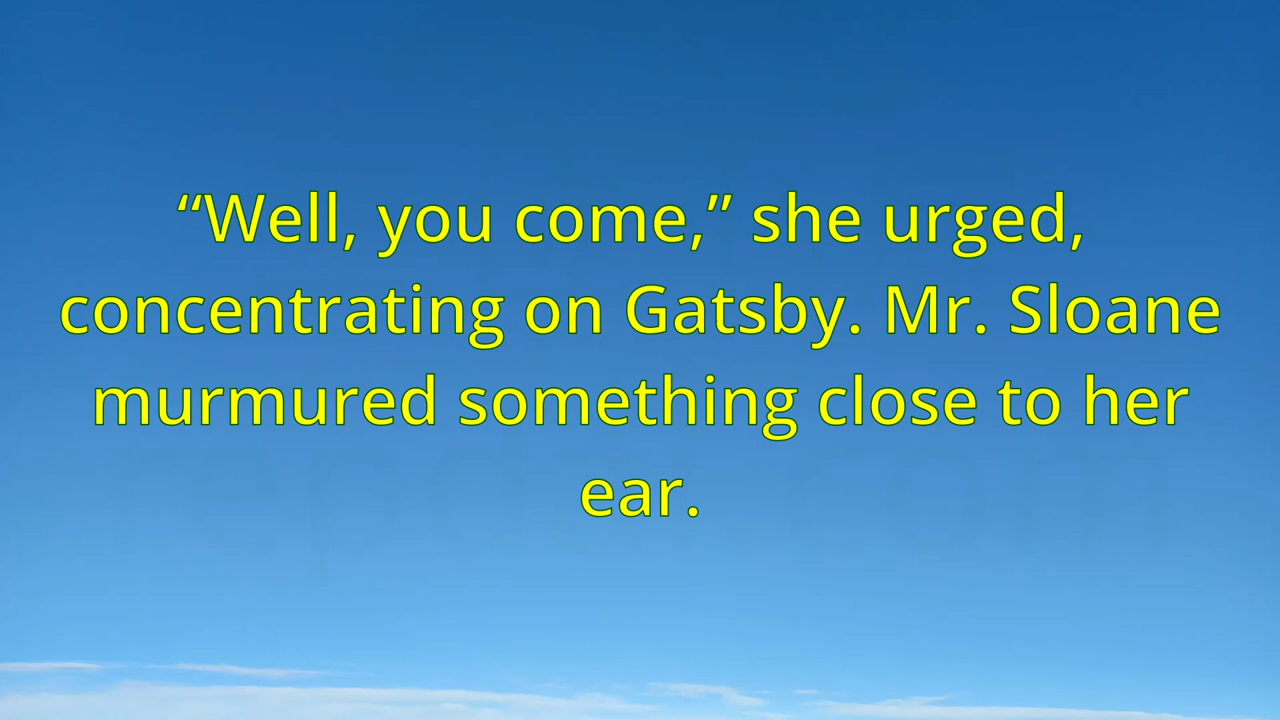 “Well, you come,” she urged,
concentrating on Gatsby. Mr. Sloane
murmured something close to her
ear.